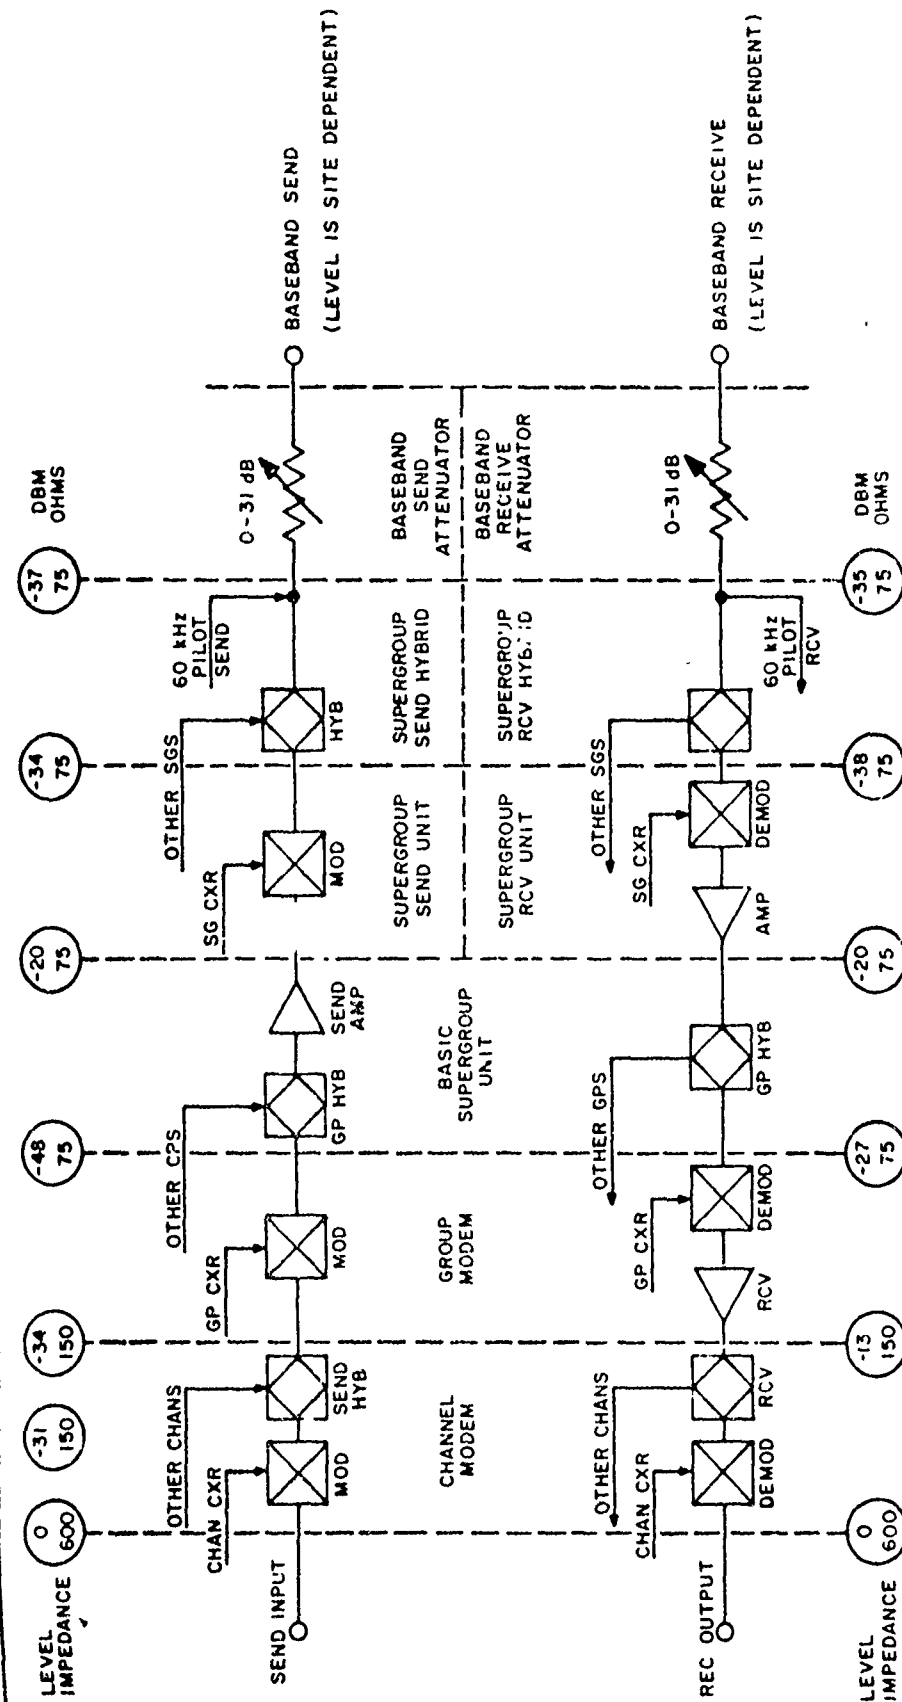 LEVEL
IMPEDANCE
0
600
-31
150
-34
150
-48
75
-20
75
-34
75
-37
75
DBM
OHMS
SEND INPUT
CHAN CXR
OTHER CHANS
MOD
SEND
HYB
GP CXR
MOD
OTHER GPS
GP HYB
SEND
AMP
SG CXR
MOD
OTHER SGS
HYB
60 kHz
PILOT
SEND
0-31 dB
BASEBAND SEND
(LEVEL IS SITE DEPENDENT)
CHANNEL
MODEM
GROUP
MODEM
BASIC
SUPERGROUP
UNIT
SUPERGROUP
SEND UNIT
SUPERGROUP
SEND HYBRID
BASEBAND
SEND
ATTENUATOR
SUPERGROUP
RCV UNIT
SUPERGROUP
RCV HYBRID
BASEBAND
RECEIVE
ATTENUATOR
REC OUTPUT
CHAN CXR
OTHER CHANS
DEMOD
RCV
GP CXR
RCV
DEMOD
OTHER GPS
GP HYB
AMP
SG CXR
DEMOD
OTHER SGS
60 kHz
PILOT
RCV
0-31 dB
BASEBAND RECEIVE
(LEVEL IS SITE DEPENDENT)
LEVEL
IMPEDANCE
0
600
-13
150
-27
75
-20
75
-38
75
-35
75
DBM
OHMS